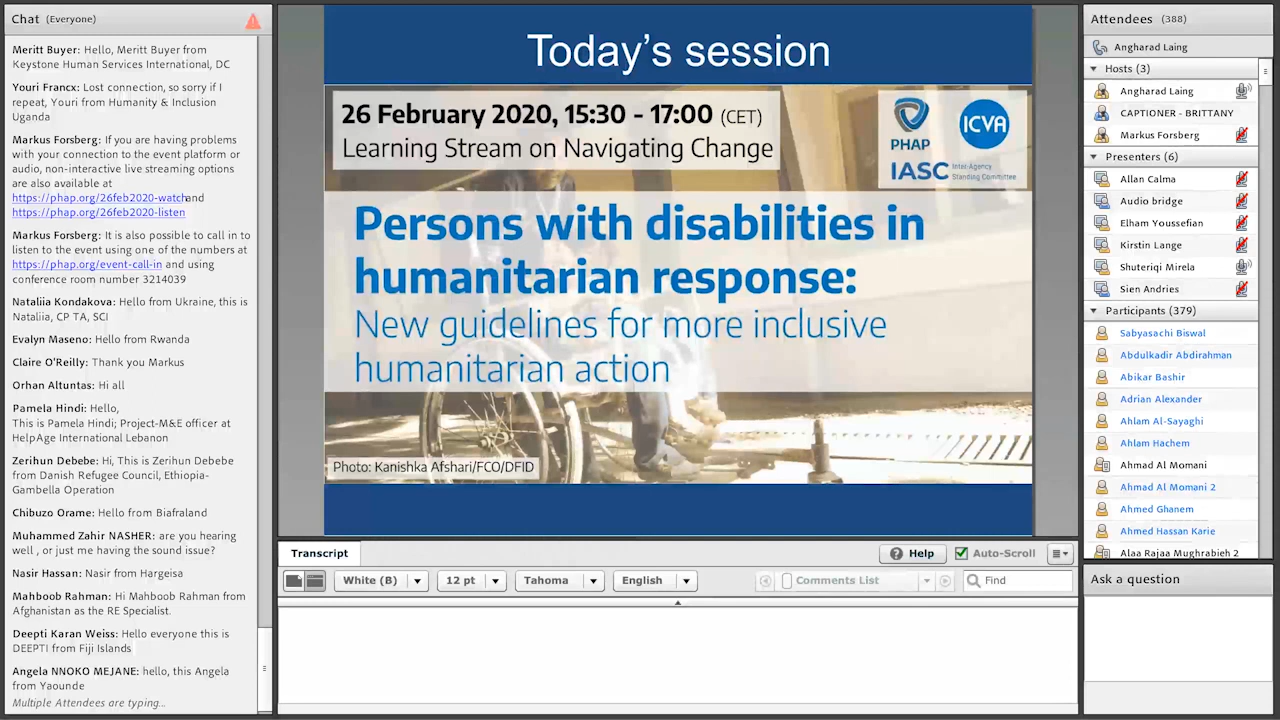 Chat (Everyone)
Meritt Buyer: Hello, Meritt Buyer from
Keystone Human Services International, DC
Youri Francx: Lost connection, so sorry if I
repeat, Youri from Humanity & Inclusion
Uganda
Markus Forsberg: If you are having problems
with your connection to the event platform or
audio, non-interactive live streaming options
are also available at
https://phap.org/26feb2020-watch and
https://phap.org/26feb2020-listen
Markus Forsberg: It is also possible to call in to
listen to the event using one of the numbers at
https://phap.org/event-call-in and using
conference room number 3214039
Nataliia Kondakova: Hello from Ukraine, this is
Nataliia, CP TA, SCI
Evalyn Maseno: Hello from Rwanda
Claire O'Reilly: Thank you Markus
Orhan Altuntas: Hi all
Pamela Hindi: Hello,
This is Pamela Hindi; Project-M&E officer at
HelpAge International Lebanon
Zerihun Debebe: Hi, This is Zerihun Debebe
from Danish Refugee Council, Ethiopia-
Gambella Operation
Chibuzo Orame: Hello from Biafraland
Muhammed Zahir NASHER: are you hearing
well , or just me having the sound issue?
Nasir Hassan: Nasir from Hargeisa
Mahboob Rahman: Hi Mahboob Rahman from
Afghanistan as the RE Specialist.
Deepti Karan Weiss: Hello everyone this is
DEEPTI from Fiji Islands
Angela NNOKO MEJANE: hello, this Angela
from Yaounde
Multiple Attendees are typing...
Today's session
26 February 2020, 15:30 - 17:00 (CET)
Learning Stream on Navigating Change
PHAP
ICVA
IASC Inter-Agency
Standing Committee
Persons with disabilities in
humanitarian response:
New guidelines for more inclusive
humanitarian action
Photo: Kanishka Afshari/FCO/DFID
Transcript
Help
Auto-Scroll
White (B)
12 pt
Tahoma
English
Comments List
Find
Attendees (388)
Angharad Laing
Hosts (3)
Angharad Laing
CAPTIONER - BRITTANY
Markus Forsberg
Presenters (6)
Allan Calma
Audio bridge
Elham Youssefian
Kirstin Lange
Shuteriqi Mirela
Sien Andries
Participants (379)
Sabyasachi Biswal
Abdulkadir Abdirahman
Abikar Bashir
Adrian Alexander
Ahlam Al-Sayaghi
Ahlam Hachem
Ahmad Al Momani
Ahmad Al Momani 2
Ahmed Ghanem
Ahmed Hassan Karie
Alaa Rajaa Mughrabieh 2
Ask a question